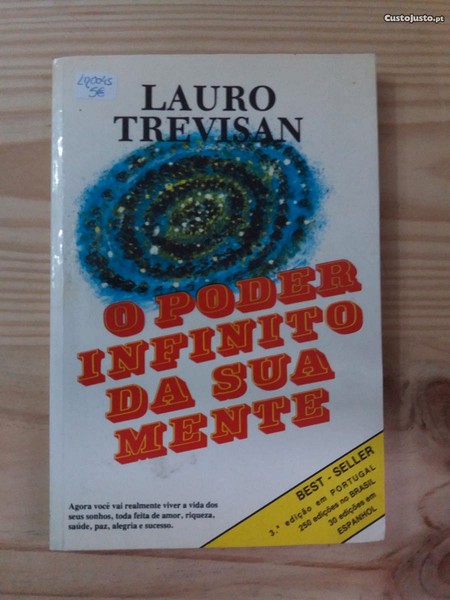 CustoJusto.pt
5€
LAURO
TREVISAN
O PODER
INFINITO
DA SUA
MENTE
BEST - SELLER
3.ª edição em PORTUGAL
250 edições no BRASIL
30 edições em
ESPANHOL
Agora você vai realmente viver a vida dos
seus sonhos, toda feita de amor, riqueza,
saúde, paz, alegria e sucesso.